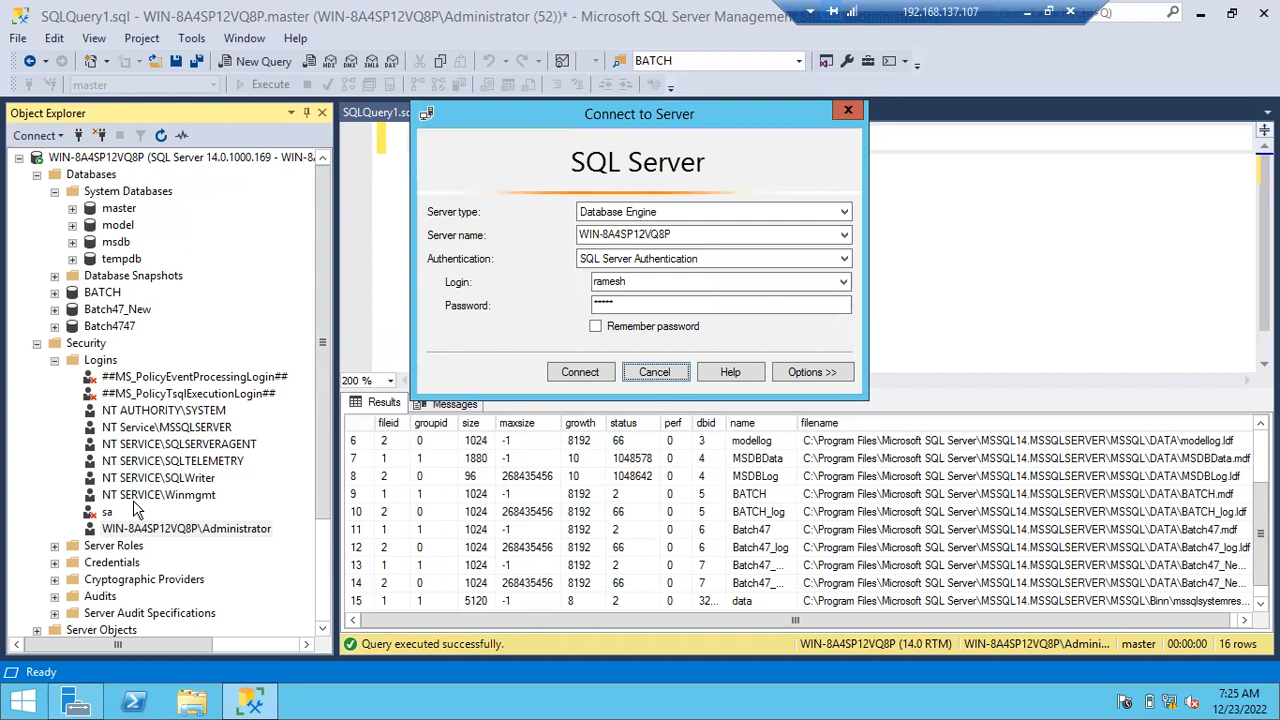 SQLQuery1.sql - WIN-8A4SP12VQ8P.master (WIN-8A4SP12VQ8P\Administrator (52))* - Microsoft SQL Server Man
192.168.137.107
File Edit View Project Tools Window Help
New Query
MDX DMX XMLA DAX
BATCH
master
Execute
Object Explorer
SQLQuery1.sq
Connect
WIN-8A4SP12VQ8P (SQL Server 14.0.1000.169 - WIN-8
Databases
System Databases
master
model
msdb
tempdb
Database Snapshots
BATCH
Batch47_New
Batch4747
Security
Logins
##MS_PolicyEventProcessingLogin##
##MS_PolicyTsqlExecutionLogin##
NT AUTHORITY\SYSTEM
NT Service\MSSQLSERVER
NT SERVICE\SQLSERVERAGENT
NT SERVICE\SQLTELEMETRY
NT SERVICE\SQLWriter
NT SERVICE\Winmgmt
sa
WIN-8A4SP12VQ8P\Administrator
Server Roles
Credentials
Cryptographic Providers
Audits
Server Audit Specifications
Server Objects
Connect to Server
SQL Server
Server type: Database Engine
Server name: WIN-8A4SP12VQ8P
Authentication: SQL Server Authentication
Login: ramesh
Password: *****
Remember password
Connect Cancel Help Options >>
200 %
Results Messages
fileid groupid size maxsize growth status perf dbid name filename
6 2 0 1024 -1 8192 66 0 3 modellog C:\Program Files\Microsoft SQL Server\MSSQL14.MSSQLSERVER\MSSQL\DATA\modellog.ldf
7 1 1 1880 -1 10 1048578 0 4 MSDBData C:\Program Files\Microsoft SQL Server\MSSQL14.MSSQLSERVER\MSSQL\DATA\MSDBData.mdf
8 2 0 96 268435456 10 1048642 0 4 MSDBLog C:\Program Files\Microsoft SQL Server\MSSQL14.MSSQLSERVER\MSSQL\DATA\MSDBLog.ldf
9 1 1 1024 -1 8192 2 0 5 BATCH C:\Program Files\Microsoft SQL Server\MSSQL14.MSSQLSERVER\MSSQL\DATA\BATCH.mdf
10 2 0 1024 268435456 8192 66 0 5 BATCH_log C:\Program Files\Microsoft SQL Server\MSSQL14.MSSQLSERVER\MSSQL\DATA\BATCH_log.ldf
11 1 1 1024 -1 8192 2 0 6 Batch47 C:\Program Files\Microsoft SQL Server\MSSQL14.MSSQLSERVER\MSSQL\DATA\Batch47.mdf
12 2 0 1024 268435456 8192 66 0 6 Batch47_log C:\Program Files\Microsoft SQL Server\MSSQL14.MSSQLSERVER\MSSQL\DATA\Batch47_log.ldf
13 1 1 1024 -1 8192 2 0 7 Batch47_... C:\Program Files\Microsoft SQL Server\MSSQL14.MSSQLSERVER\MSSQL\DATA\Batch47_Ne...
14 2 0 1024 268435456 8192 66 0 7 Batch47_... C:\Program Files\Microsoft SQL Server\MSSQL14.MSSQLSERVER\MSSQL\DATA\Batch47_Ne...
15 1 1 5120 -1 8 2 0 32... data C:\Program Files\Microsoft SQL Server\MSSQL14.MSSQLSERVER\MSSQL\Binn\mssqlsystemres...
Query executed successfully. WIN-8A4SP12VQ8P (14.0 RTM) WIN-8A4SP12VQ8P\Admini... master 00:00:00 16 rows
Ready
7:25 AM
12/23/2022